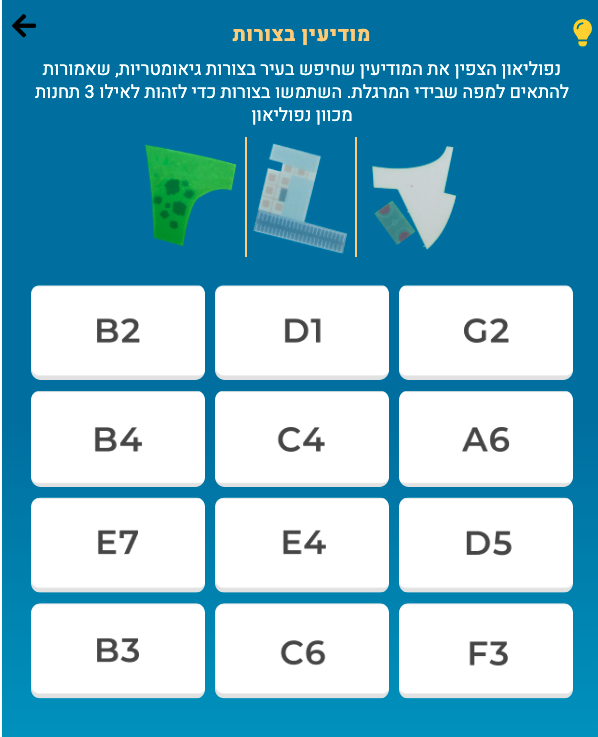 מודיעין בצורות
נפוליאון הצפין את המודיעין שחיפש בעיר בצורות גיאומטריות, שאמורות
להתאים למפה שבידי המרגלת. השתמשו בצורות כדי לזהות לאילו 3 תחנות
מכוון נפוליאון
B2 D1 G2
B4 C4 A6
E7 E4 D5
B3 C6 F3